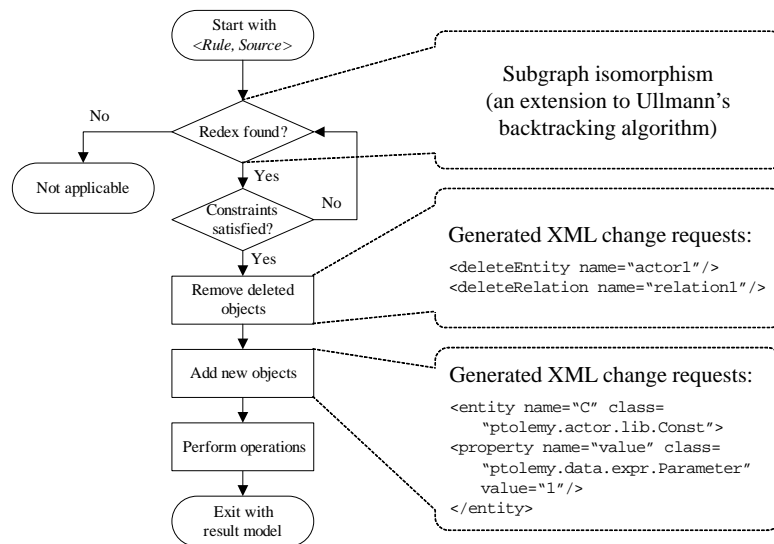 Start with
<Rule, Source>
Subgraph isomorphism
(an extension to Ullmann's
backtracking algorithm)
No
Redex found?
Yes
Not applicable
No
Constraints
satisfied?
Yes
Generated XML change requests:
<deleteEntity name=“actor1”/>
<deleteRelation name=“relation1”/>
Remove deleted
objects
Add new objects
Generated XML change requests:
<entity name=“C” class=
“ptolemy.actor.lib.Const”>
<property name=“value” class=
“ptolemy.data.expr.Parameter”
value=“1”/>
</entity>
Perform operations
Exit with
result model